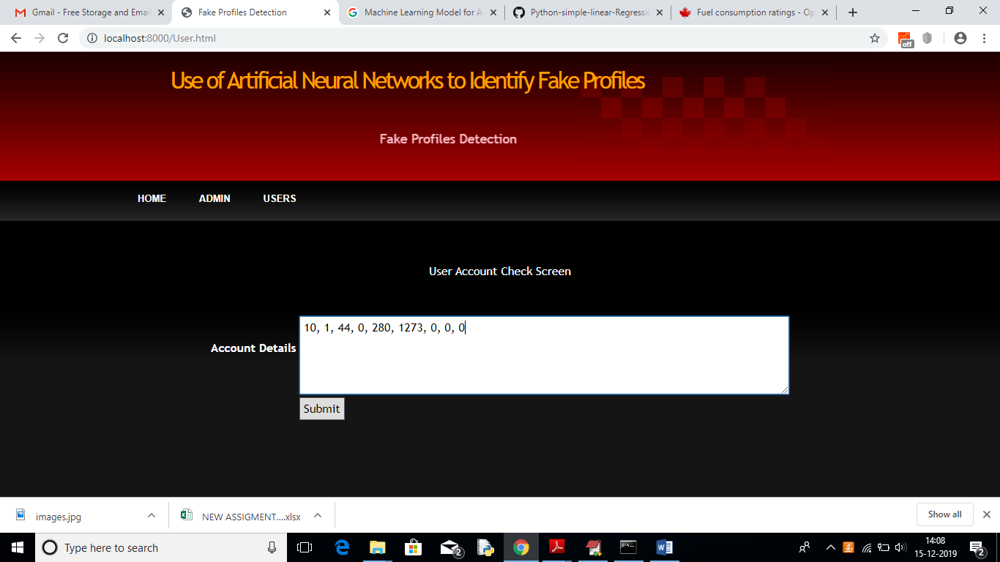 Gmail - Free Storage and Email
Fake Profiles Detection
Machine Learning Model for A
Python-simple-linear-Regressi
Fuel consumption ratings - Op
localhost:8000/User.html
off
Use of Artificial Neural Networks to Identify Fake Profiles
Fake Profiles Detection
HOME ADMIN USERS
User Account Check Screen
Account Details
10, 1, 44, 0, 280, 1273, 0, 0, 0
Submit
images.jpg
NEW ASSIGMENT....xlsx
Show all
Type here to search
2
14:08
15-12-2019
2